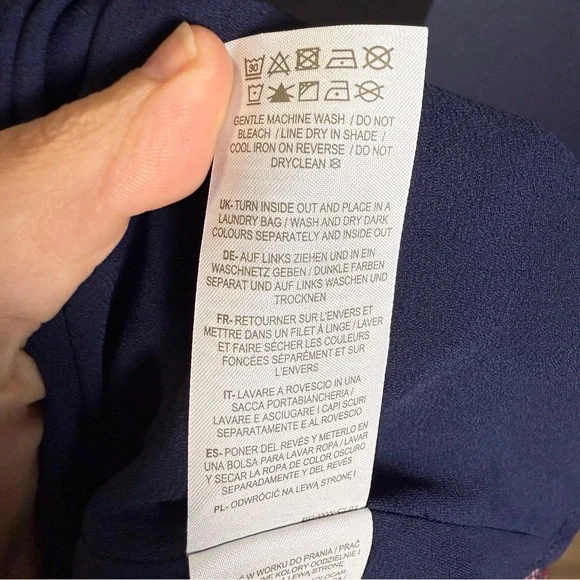 30
GENTLE MACHINE WASH / DO NOT
BLEACH / LINE DRY IN SHADE /
COOL IRON ON REVERSE / DO NOT
DRYCLEAN
UK- TURN INSIDE OUT AND PLACE IN A
LAUNDRY BAG / WASH AND DRY DARK
COLOURS SEPARATELY AND INSIDE OUT
DE- AUF LINKS ZIEHEN UND IN EIN
WASCHNETZ GEBEN / DUNKLE FARBEN
SEPARAT UND AUF LINKS WASCHEN UND
TROCKNEN
FR- RETOURNER SUR L'ENVERS ET
METTRE DANS UN FILET À LINGE / LAVER
ET FAIRE SÉCHER LES COULEURS
FONCÉES SÉPARÉMENT ET SUR
L'ENVERS
IT- LAVARE A ROVESCIO IN UNA
SACCA PORTABIANCHERIA /
LAVARE E ASCIUGARE I CAPI SCURI
SEPARATAMENTE E AL ROVESCIO
ES- PONER DEL REVÉS Y METERLO EN
UNA BOLSA PARA LAVAR ROPA / LAVAR
Y SECAR LA ROPA DE COLOR OSCURO
SEPARADAMENTE Y DEL REVÉS
PL- ODWRÓCIĆ NA LEWĄ STRONĘ I
W WORKU DO PRANIA / PRAĆ
KOLORY ODDZIELNIE I
LEWĄ STRONĘ